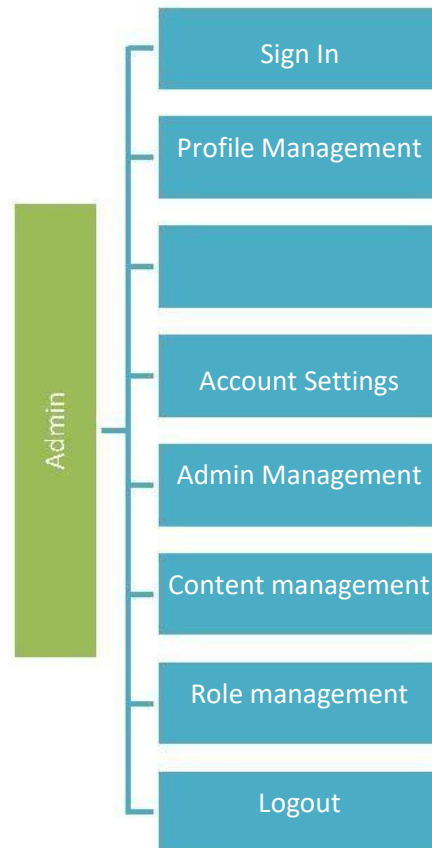 Sign In
Profile Management
Account Settings
Admin
Admin Management
Content management
Role management
Logout